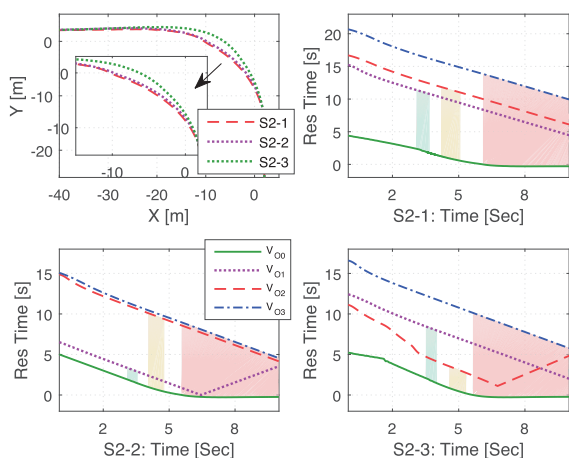 0
-10
-20
Y [m]
0
-10
-10
0
S2-1
S2-2
S2-3
-40
-30
-20
-10
0
X [m]
20
15
10
5
0
Res Time [s]
2
5
8
S2-1: Time [Sec]
15
10
5
0
Res Time [s]
V_O0
V_O1
V_O2
V_O3
2
5
8
S2-2: Time [Sec]
15
10
5
0
Res Time [s]
2
5
8
S2-3: Time [Sec]